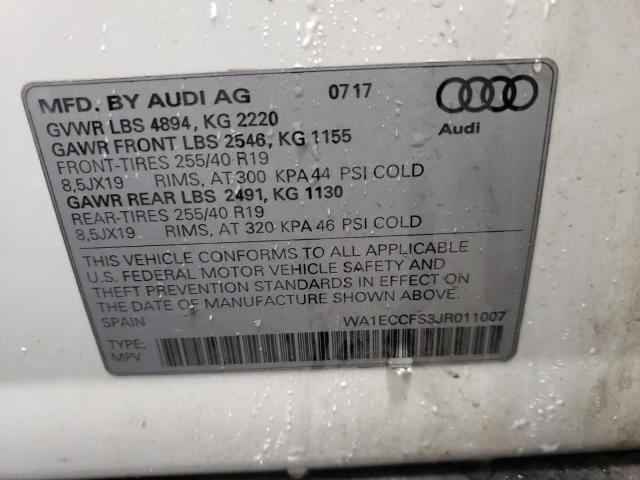 MFD. BY AUDI AG 07 17
GVWR LBS 4894, KG 2220
GAWR FRONT LBS 2546, KG 1155
FRONT-TIRES 255/40 R19
8,5JX19 RIMS, AT 300 KPA 44 PSI COLD
GAWR REAR LBS 2491, KG 1130
REAR-TIRES 255/40 R19
8,5JX19 RIMS, AT 320 KPA 46 PSI COLD
Audi
THIS VEHICLE CONFORMS TO ALL APPLICABLE
U.S. FEDERAL MOTOR VEHICLE SAFETY AND
THEFT PREVENTION STANDARDS IN EFFECT ON
THE DATE OF MANUFACTURE SHOWN ABOVE.
SPAIN WA1ECCFS3JR011007
TYPE:
MPV